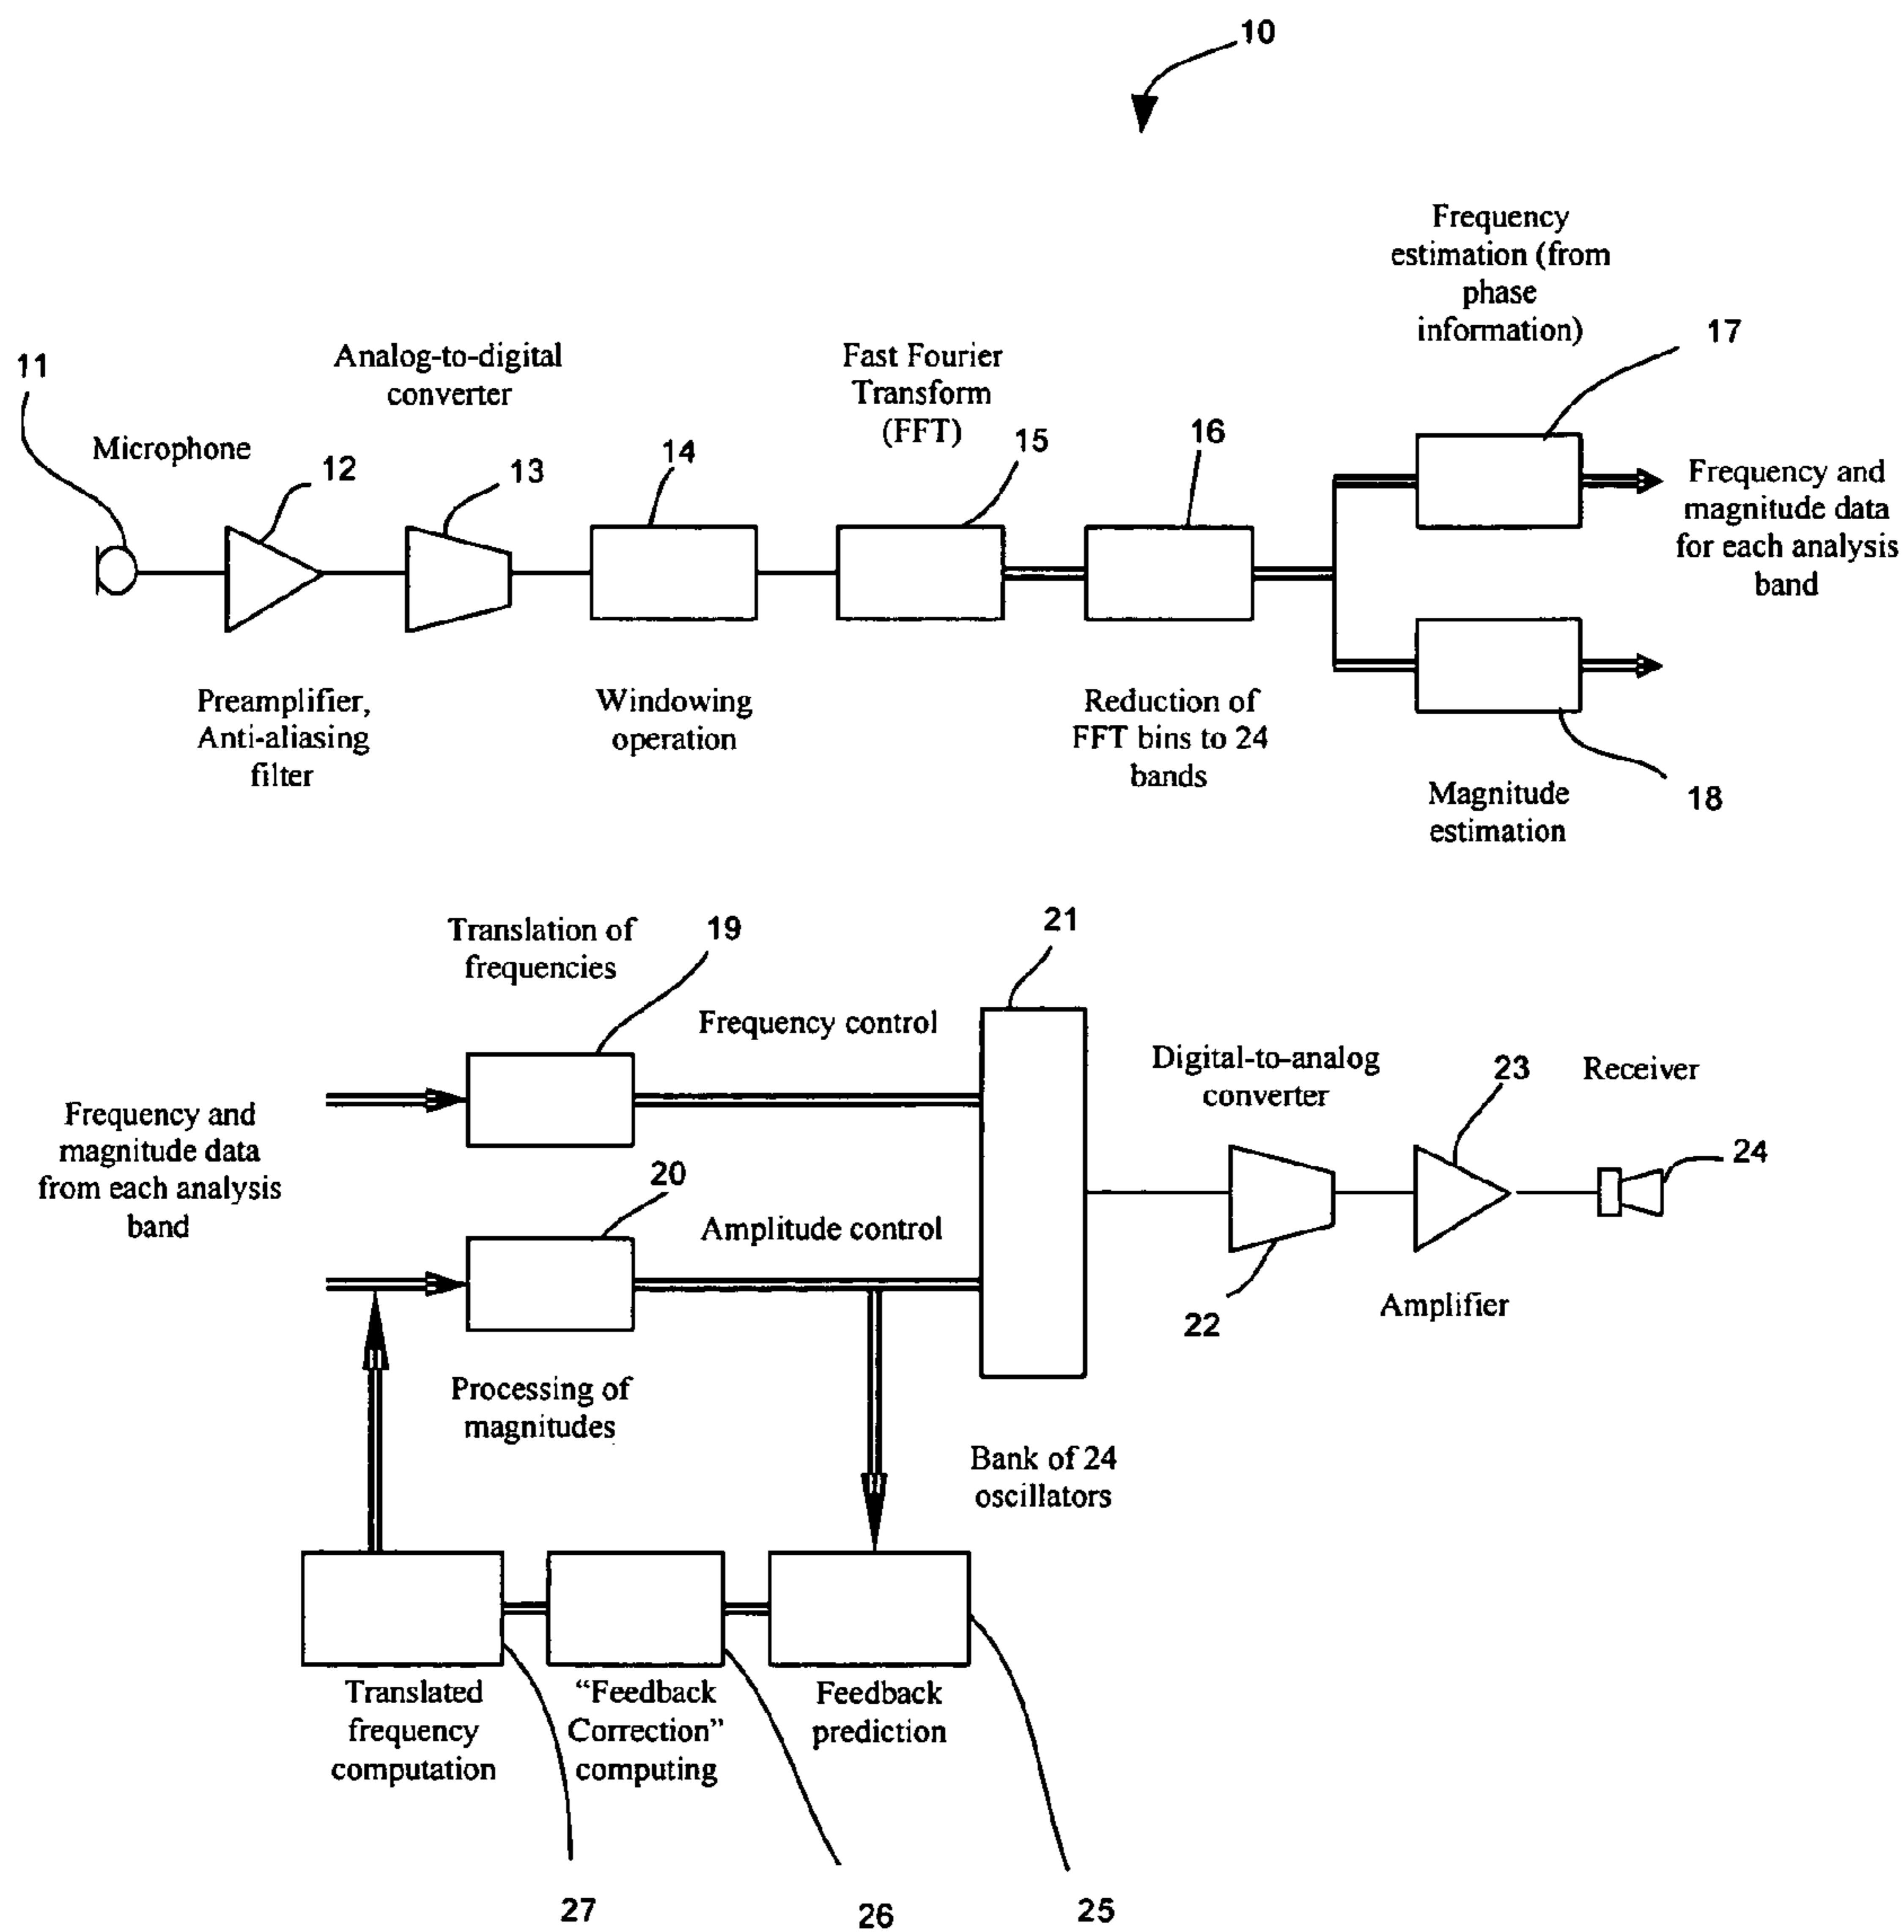 10
Frequency
estimation (from
phase
information)
17
11
Analog-to-digital
converter
Fast Fourier
Transform
(FFT)
Microphone
12
13
14
15
16
Frequency and
magnitude data
for each analysis
band
Preamplifier,
Anti-aliasing
filter
Windowing
operation
Reduction of
FFT bins to 24
bands
Magnitude
estimation
18
Translation of
frequencies
19
21
Frequency control
Digital-to-analog
converter
23
Receiver
Frequency and
magnitude data
from each analysis
band
20
24
Amplitude control
22
Amplifier
Processing of
magnitudes
Bank of 24
oscillators
Translated
frequency
computation
“Feedback
Correction”
computing
Feedback
prediction
27
26
25